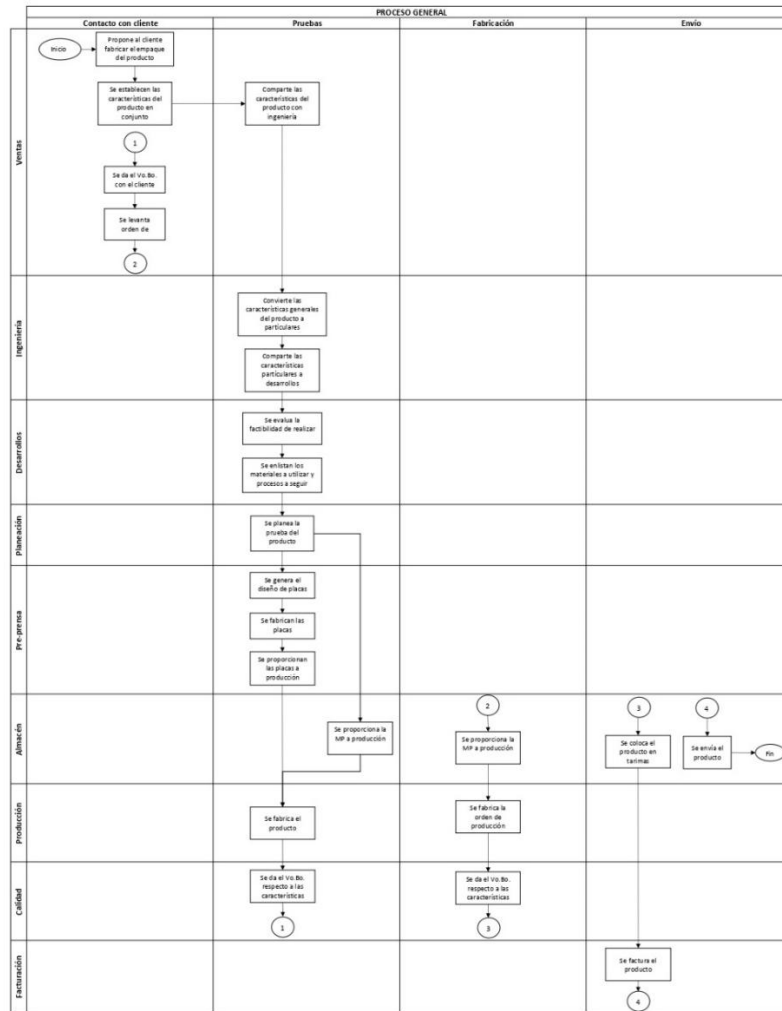 PROCESO GENERAL
Contacto con cliente
Pruebas
Fabricación
Envío
Ventas
Inicio
Propone al cliente
fabricar el empaque
del producto
Se establecen las
características del
producto en
conjunto
Comparte las
características del
producto con
ingeniería
1
Se da el Vo.Bo.
con el cliente
Se levanta
orden de
2
Ingeniería
Convierte las
características generales
del producto a
particulares
Comparte las
características
particulares a
desarrollos
Desarrollos
Se evalua la
factibilidad de realizar
Se enlistan los
materiales a utilizar y
procesos a seguir
Planeación
Se planea la
prueba del
producto
Pre-prensa
Se genera el
diseño de placas
Se fabrican las
placas
Se proporcionan
las placas a
producción
Almacén
Se proporciona la
MP a producción
2
Se proporciona la
MP a producción
3
Se coloca el
producto en
tarimas
4
Se envía el
producto
Fin
Producción
Se fabrica el
producto
Se fabrica la
orden de
producción
Calidad
Se da el Vo.Bo.
respecto a las
características
1
Se da el Vo.Bo.
respecto a las
características
3
Facturación
Se factura el
producto
4